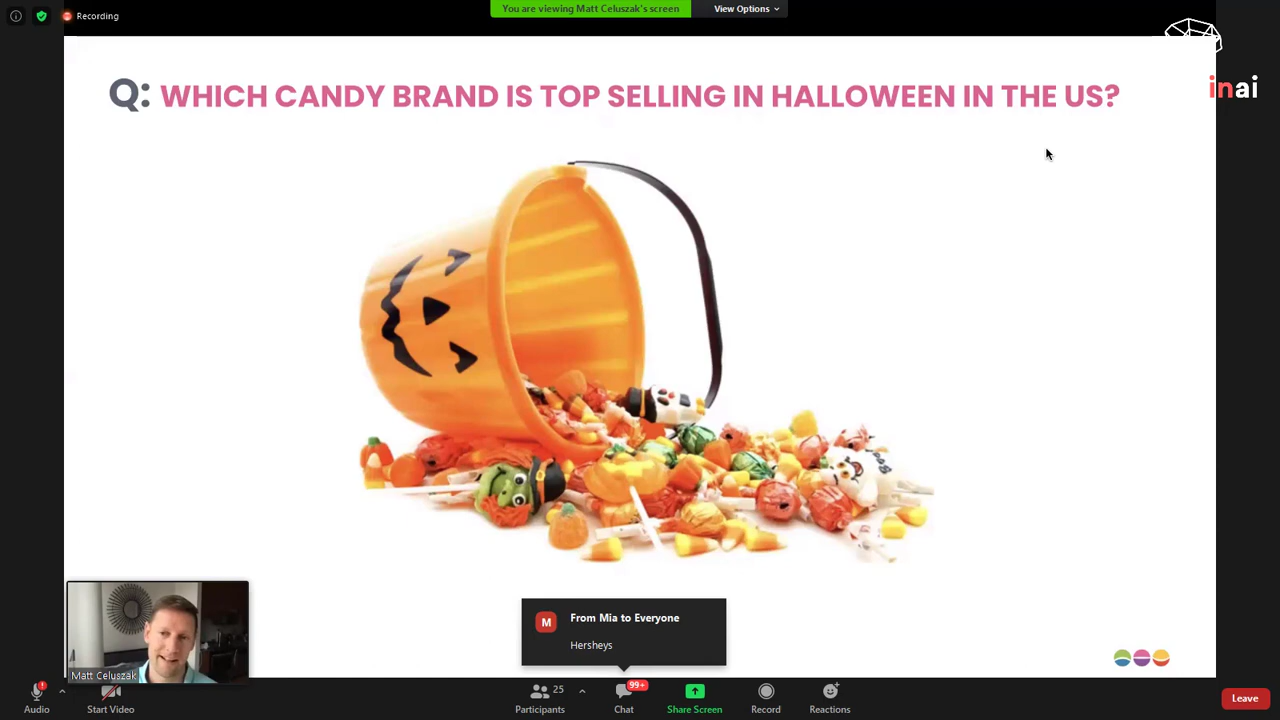 You are viewing Matt Celuszak's screen
View Options
Recording
Q: WHICH CANDY BRAND İS TOP SELLING IN HALLOWEEN IN THE US?
inai
From Mia to Everyone
M
Hersheys
Matt Celuszak
Audio
Start Video
25
Participants
99+
Chat
Share Screen
Record
Reactions
Leave